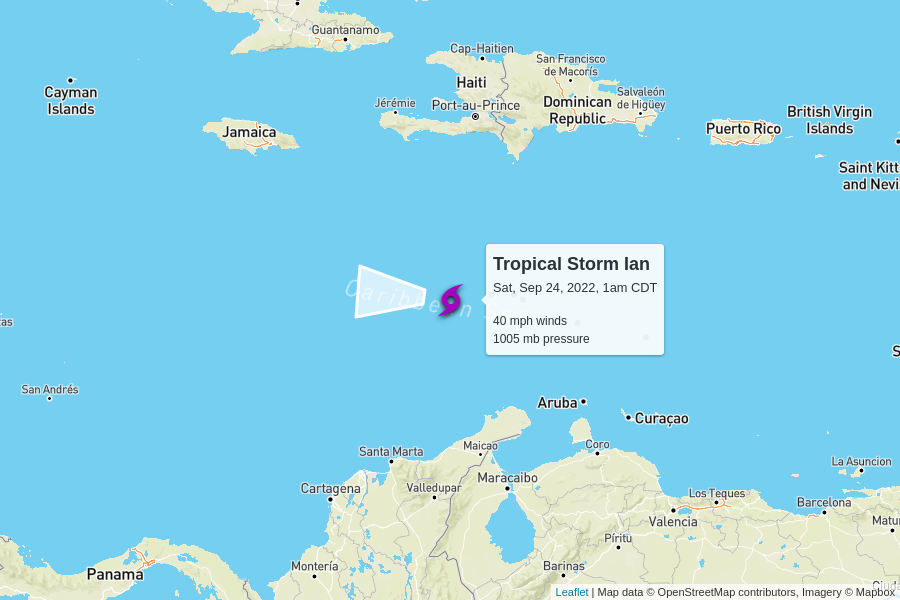 Guantanamo
Cap-Haitien
San Francisco
de Macorís
Haiti
Cayman
Islands
Jérémie
Port-au-Prince
Dominican
Republic
Salvaleón
de Higüey
British Virgin
Islands
Jamaica
Puerto Rico
Saint Kitt
and Nevi
Tropical Storm Ian
Sat, Sep 24, 2022, 1am CDT
Caribbean
40 mph winds
1005 mb pressure
tas
S
San Andrés
Aruba
Curaçao
Maicao
Coro
Santa Marta
La Asuncion
Maracaibo
Cartagena
Valledupar
Los Teques
Barcelona
Valencia
Matu
Píritu
Montería
Barinas
Panama
Ciud
Leaflet | Map data © OpenStreetMap contributors, Imagery © Mapbox